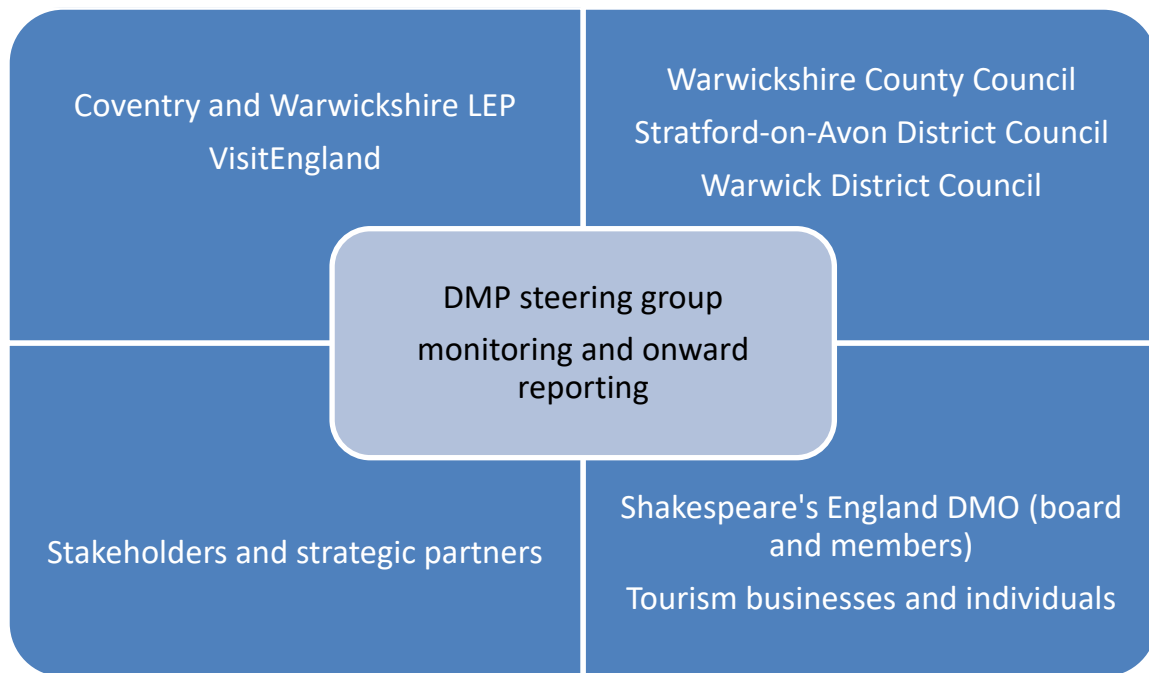 Coventry and Warwickshire LEP
VisitEngland
Warwickshire County Council
Stratford-on-Avon District Council
Warwick District Council
DMP steering group
monitoring and onward
reporting
Stakeholders and strategic partners
Shakespeare's England DMO (board
and members)
Tourism businesses and individuals